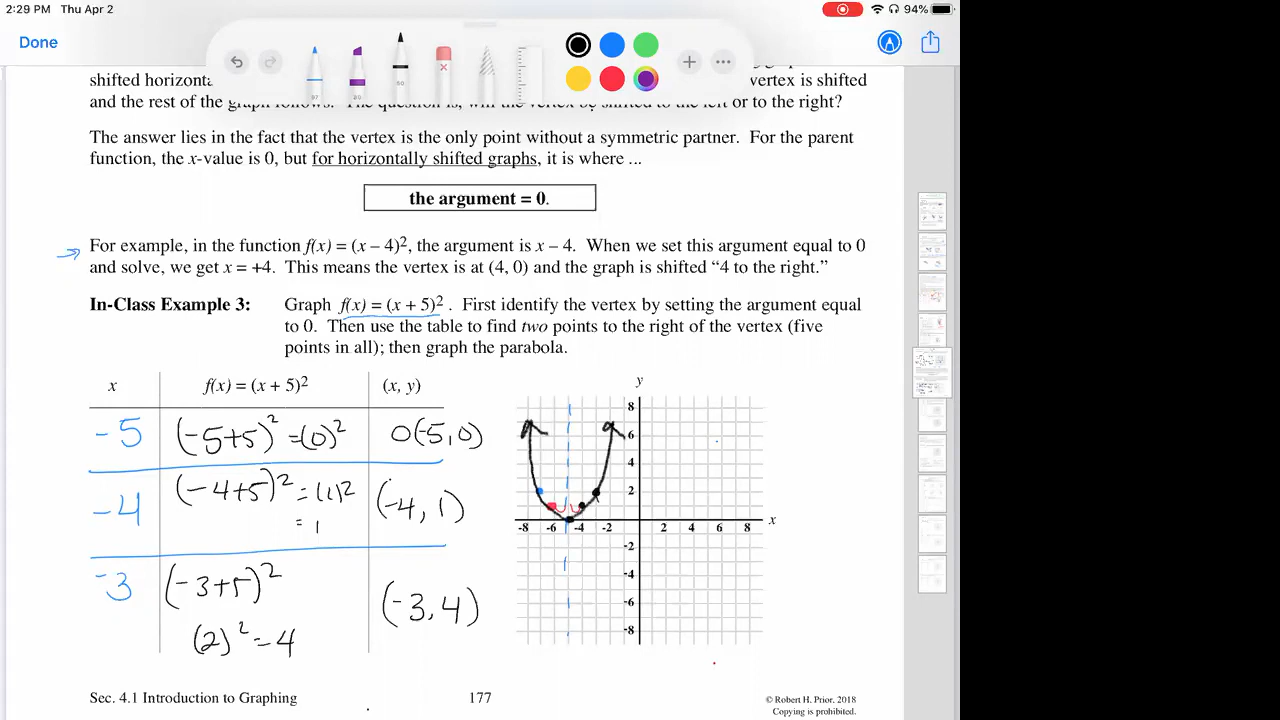 2:29 PM Thu Apr 2
94%
Done
shifted horizonta
vertex is shifted
and the rest of the graph follows. The question is, will the vertex be shifted to the left or to the right?
The answer lies in the fact that the vertex is the only point without a symmetric partner. For the parent
function, the x-value is 0, but for horizontally shifted graphs, it is where ...
the argument = 0.
For example, in the function f(x) = (x – 4)2, the argument is x – 4. When we set this argument equal to 0
and solve, we get x = +4. This means the vertex is at (4, 0) and the graph is shifted “4 to the right.”
In-Class Example 3: Graph f(x) = (x + 5)2 . First identify the vertex by setting the argument equal
to 0. Then use the table to find two points to the right of the vertex (five
points in all); then graph the parabola.
x f(x) = (x + 5)2 (x, y)
-5 (-5+5)² =(0)² 0(-5,0)
-4 (-4+5)² =(1)² (-4, 1)
= 1
-3 (-3+5)² (-3,4)
(2)² = 4
y
8
6
4
2
-8 -6 -4 -2 2 4 6 8 x
-2
-4
-6
-8
Sec. 4.1 Introduction to Graphing 177 © Robert H. Prior, 2018
Copying is prohibited.